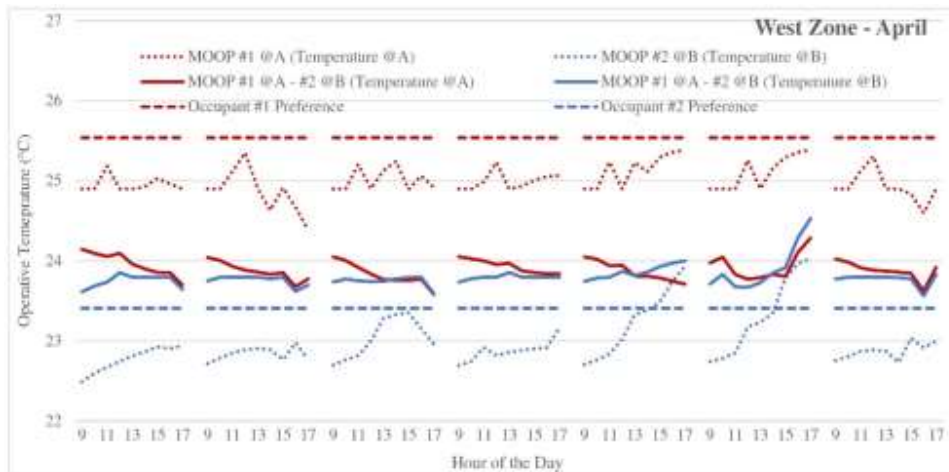 West Zone - April
MOOP #1 @A (Temperature @A) MOOP #2 @B (Temperature @B)
MOOP #1 @A - #2 @B (Temperature @A) MOOP #1 @A - #2 @B (Temperature @B)
Occupant #1 Preference Occupant #2 Preference
Operative Temeprature (°C)
27
26
25
24
23
22
9 11 13 15 17 9 11 13 15 17 9 11 13 15 17 9 11 13 15 17 9 11 13 15 17 9 11 13 15 17 9 11 13 15 17
Hour of the Day